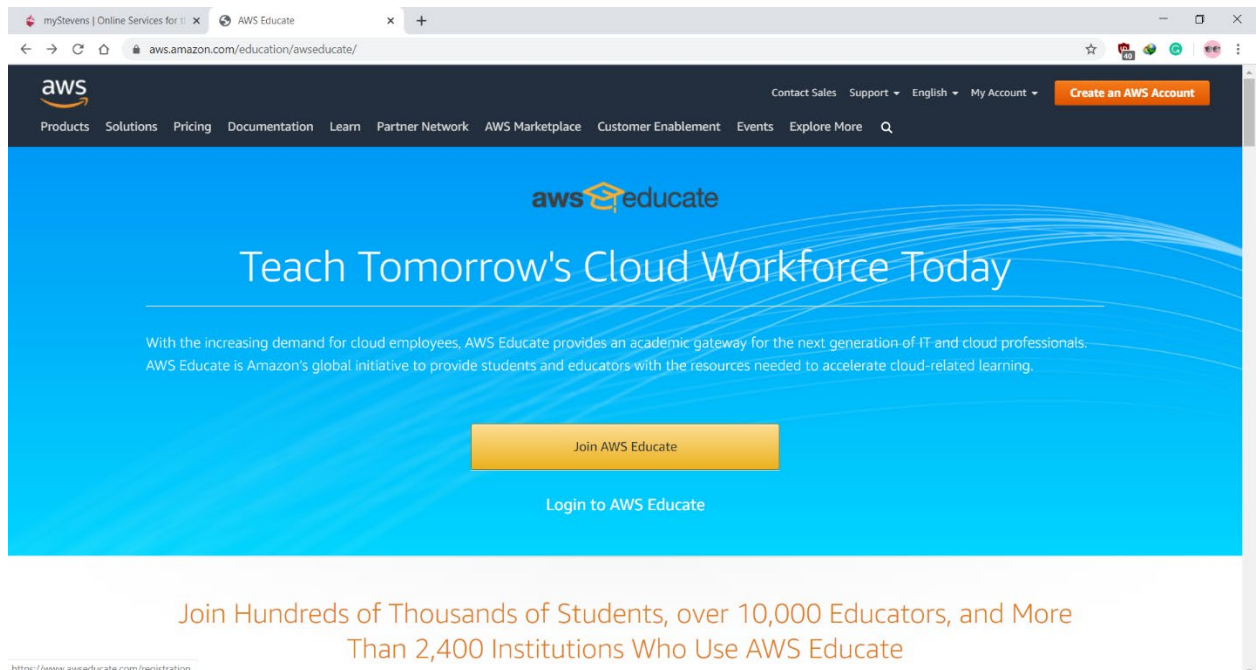 myStevens | Online Services for t
AWS Educate
aws.amazon.com/education/awseducate/
40
aws
Contact Sales Support English My Account Create an AWS Account
Products Solutions Pricing Documentation Learn Partner Network AWS Marketplace Customer Enablement Events Explore More
aws educate
Teach Tomorrow's Cloud Workforce Today
With the increasing demand for cloud employees, AWS Educate provides an academic gateway for the next generation of IT and cloud professionals.
AWS Educate is Amazon's global initiative to provide students and educators with the resources needed to accelerate cloud-related learning.
Join AWS Educate
Login to AWS Educate
Join Hundreds of Thousands of Students, over 10,000 Educators, and More
Than 2,400 Institutions Who Use AWS Educate
https://www.awseducate.com/registration